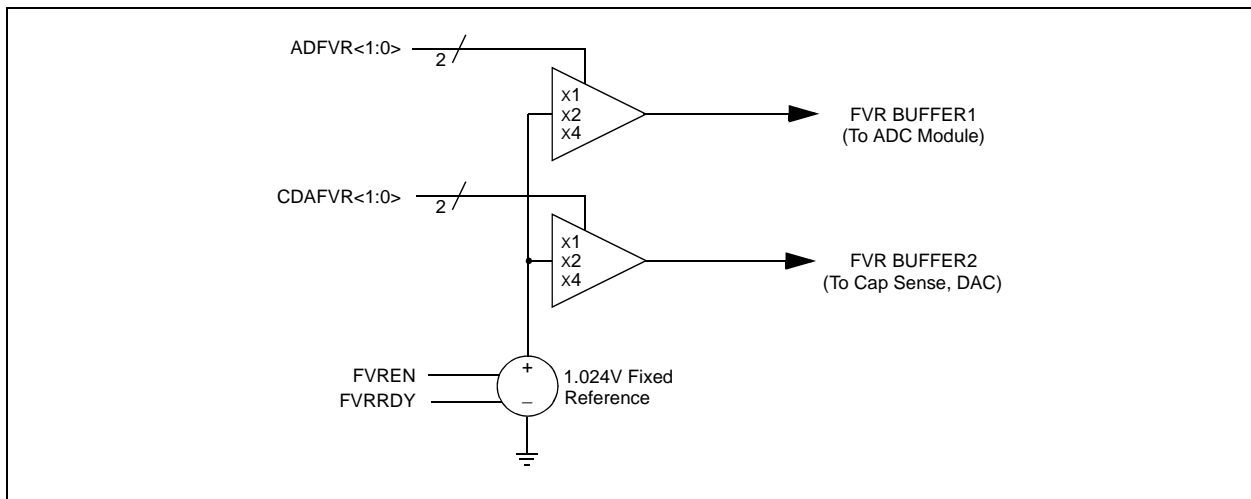 ADFVR<1:0>
2
X1
X2
X4
FVR BUFFER1
(To ADC Module)
CDAFVR<1:0>
2
X1
X2
X4
FVR BUFFER2
(To Cap Sense, DAC)
FVREN
FVRRDY
+
_
1.024V Fixed
Reference